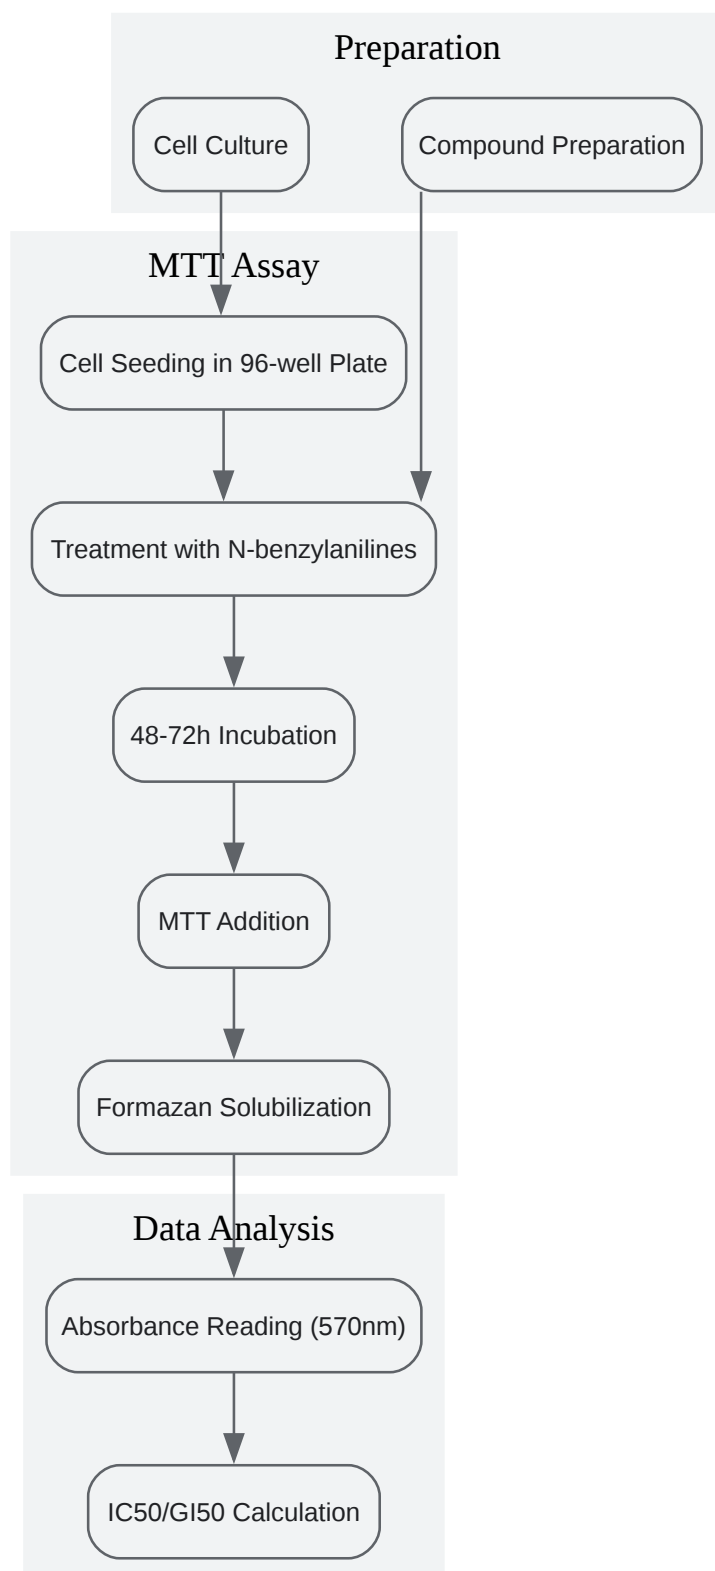 Preparation
Cell Culture
Compound Preparation
MTT Assay
Cell Seeding in 96-well Plate
Treatment with N-benzylanilines
48-72h Incubation
MTT Addition
Formazan Solubilization
Data Analysis
Absorbance Reading (570nm)
IC50/GI50 Calculation